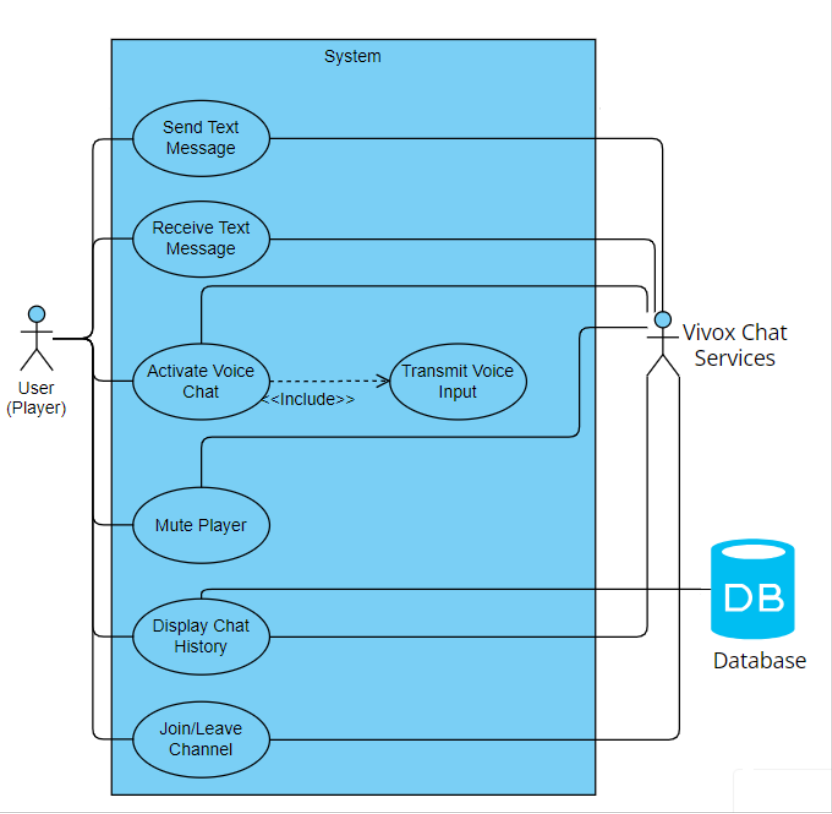 System
Send Text
Message
Receive Text
Message
Activate Voice
Chat
<<Include>>
Transmit Voice
Input
User
(Player)
Vivox Chat
Services
Mute Player
Display Chat
History
DB
Database
Join/Leave
Channel